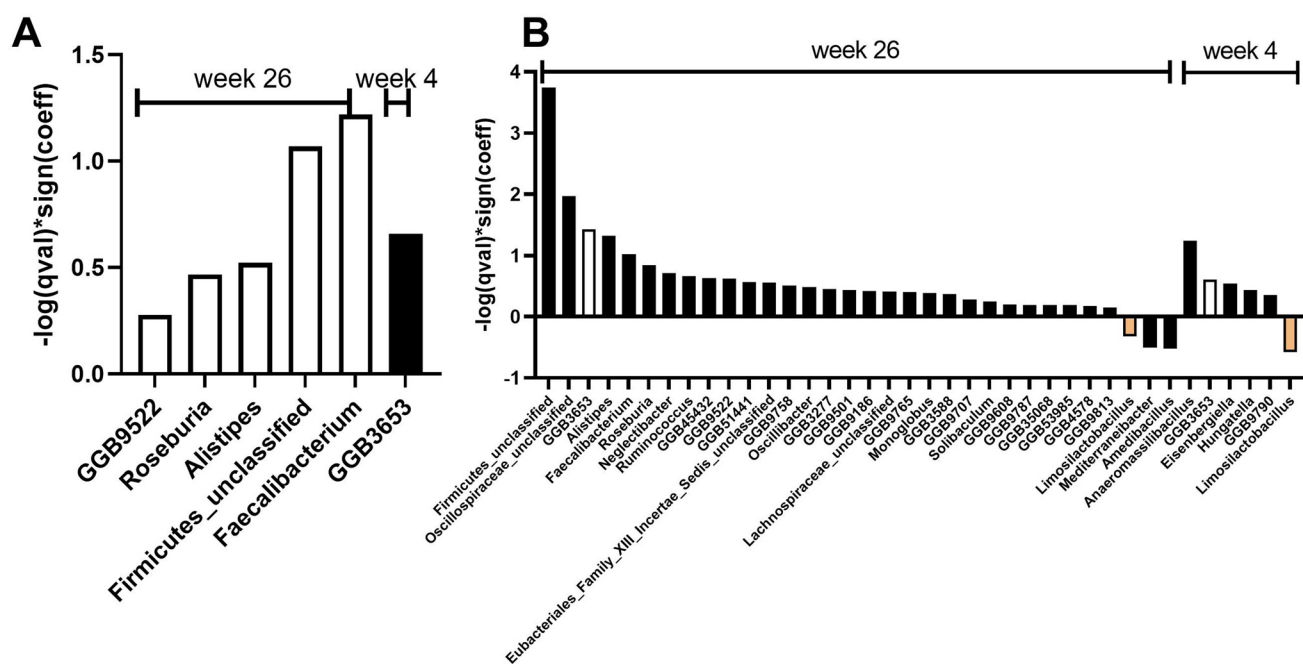 A
week 26
week 4
-log(qval)*sign(coeff)
1.5
1.0
0.5
0.0
GGB9522
Roseburia
Alistipes
Firmicutes_unclassified
Faecalibacterium
GGB3653
B
week 26
week 4
-log(qval)*sign(coeff)
4
3
2
1
0
-1
Firmicutes_unclassified
Oscillospiraceae_unclassified
GGB3653
Alistipes
Faecalibacterium
Roseburia
Neglectibacter
Ruminococcus
GGB45432
GGB9522
GGB51441
Eubacteriales_Family_XIII_Incertae_Sedis_unclassified
GGB9758
Oscillibacter
GGB3277
GGB9501
GGB9186
Lachnospiraceae_unclassified
GGB9765
Monoglobus
GGB3588
GGB9707
Solibaculum
GGB9608
GGB9787
GGB35068
GGB53985
GGB4578
GGB9813
Limosilactobacillus
Mediterraneibacter
Amedibacillus
Anaeromassilibacillus
GGB3653
Eisenbergiella
Hungatella
GGB9790
Limosilactobacillus